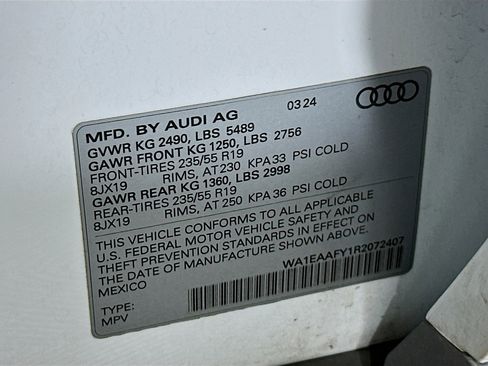 MFD. BY AUDI AG 03 24
GVWR KG 2490, LBS 5489
GAWR FRONT KG 1250, LBS 2756
FRONT-TIRES 235/55 R19
8JX19 RIMS, AT 230 KPA 33 PSI COLD
GAWR REAR KG 1360, LBS 2998
REAR-TIRES 235/55 R19
8JX19 RIMS, AT 250 KPA 36 PSI COLD
THIS VEHICLE CONFORMS TO ALL APPLICABLE
U.S. FEDERAL MOTOR VEHICLE SAFETY AND
THEFT PREVENTION STANDARDS IN EFFECT ON
THE DATE OF MANUFACTURE SHOWN ABOVE.
MEXICO
WA1EAAFY1R2072407
TYPE:
MPV